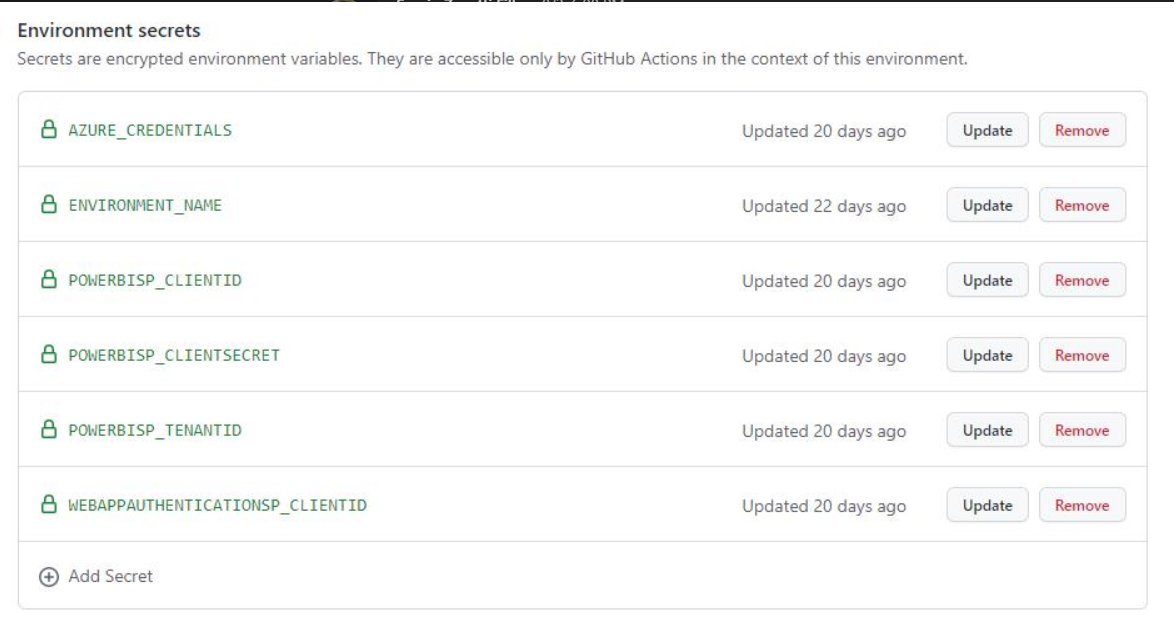 Environment secrets
Secrets are encrypted environment variables. They are accessible only by GitHub Actions in the context of this environment.
AZURE_CREDENTIALS Updated 20 days ago Update Remove
ENVIRONMENT_NAME Updated 22 days ago Update Remove
POWERBISP_CLIENTID Updated 20 days ago Update Remove
POWERBISP_CLIENTSECRET Updated 20 days ago Update Remove
POWERBISP_TENANTID Updated 20 days ago Update Remove
WEBAPPAUTHENTICATIONSP_CLIENTID Updated 20 days ago Update Remove
Add Secret